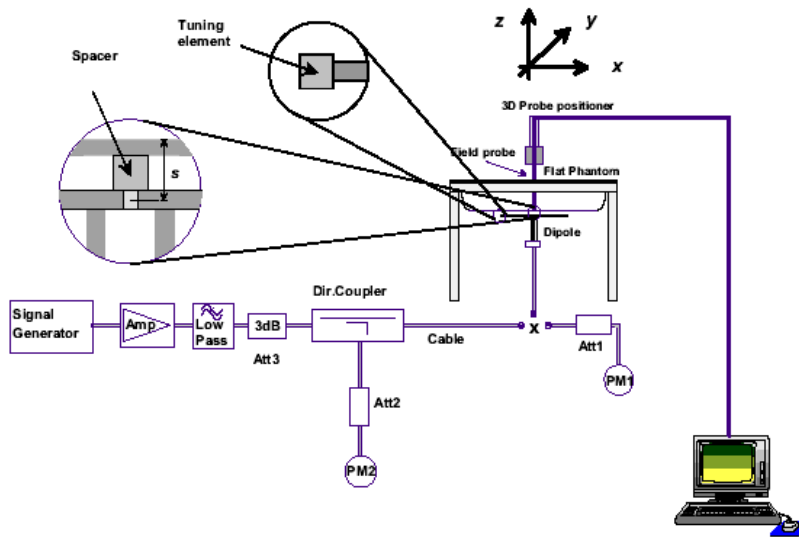 Tuning
element
z
y
x
Spacer
s
3D Probe positioner
Field probe
Flat Phantom
Dipole
Dir.Coupler
Signal
Generator
Amp
Low
Pass
3dB
Att3
Cable
x
Att1
PM1
Att2
PM2